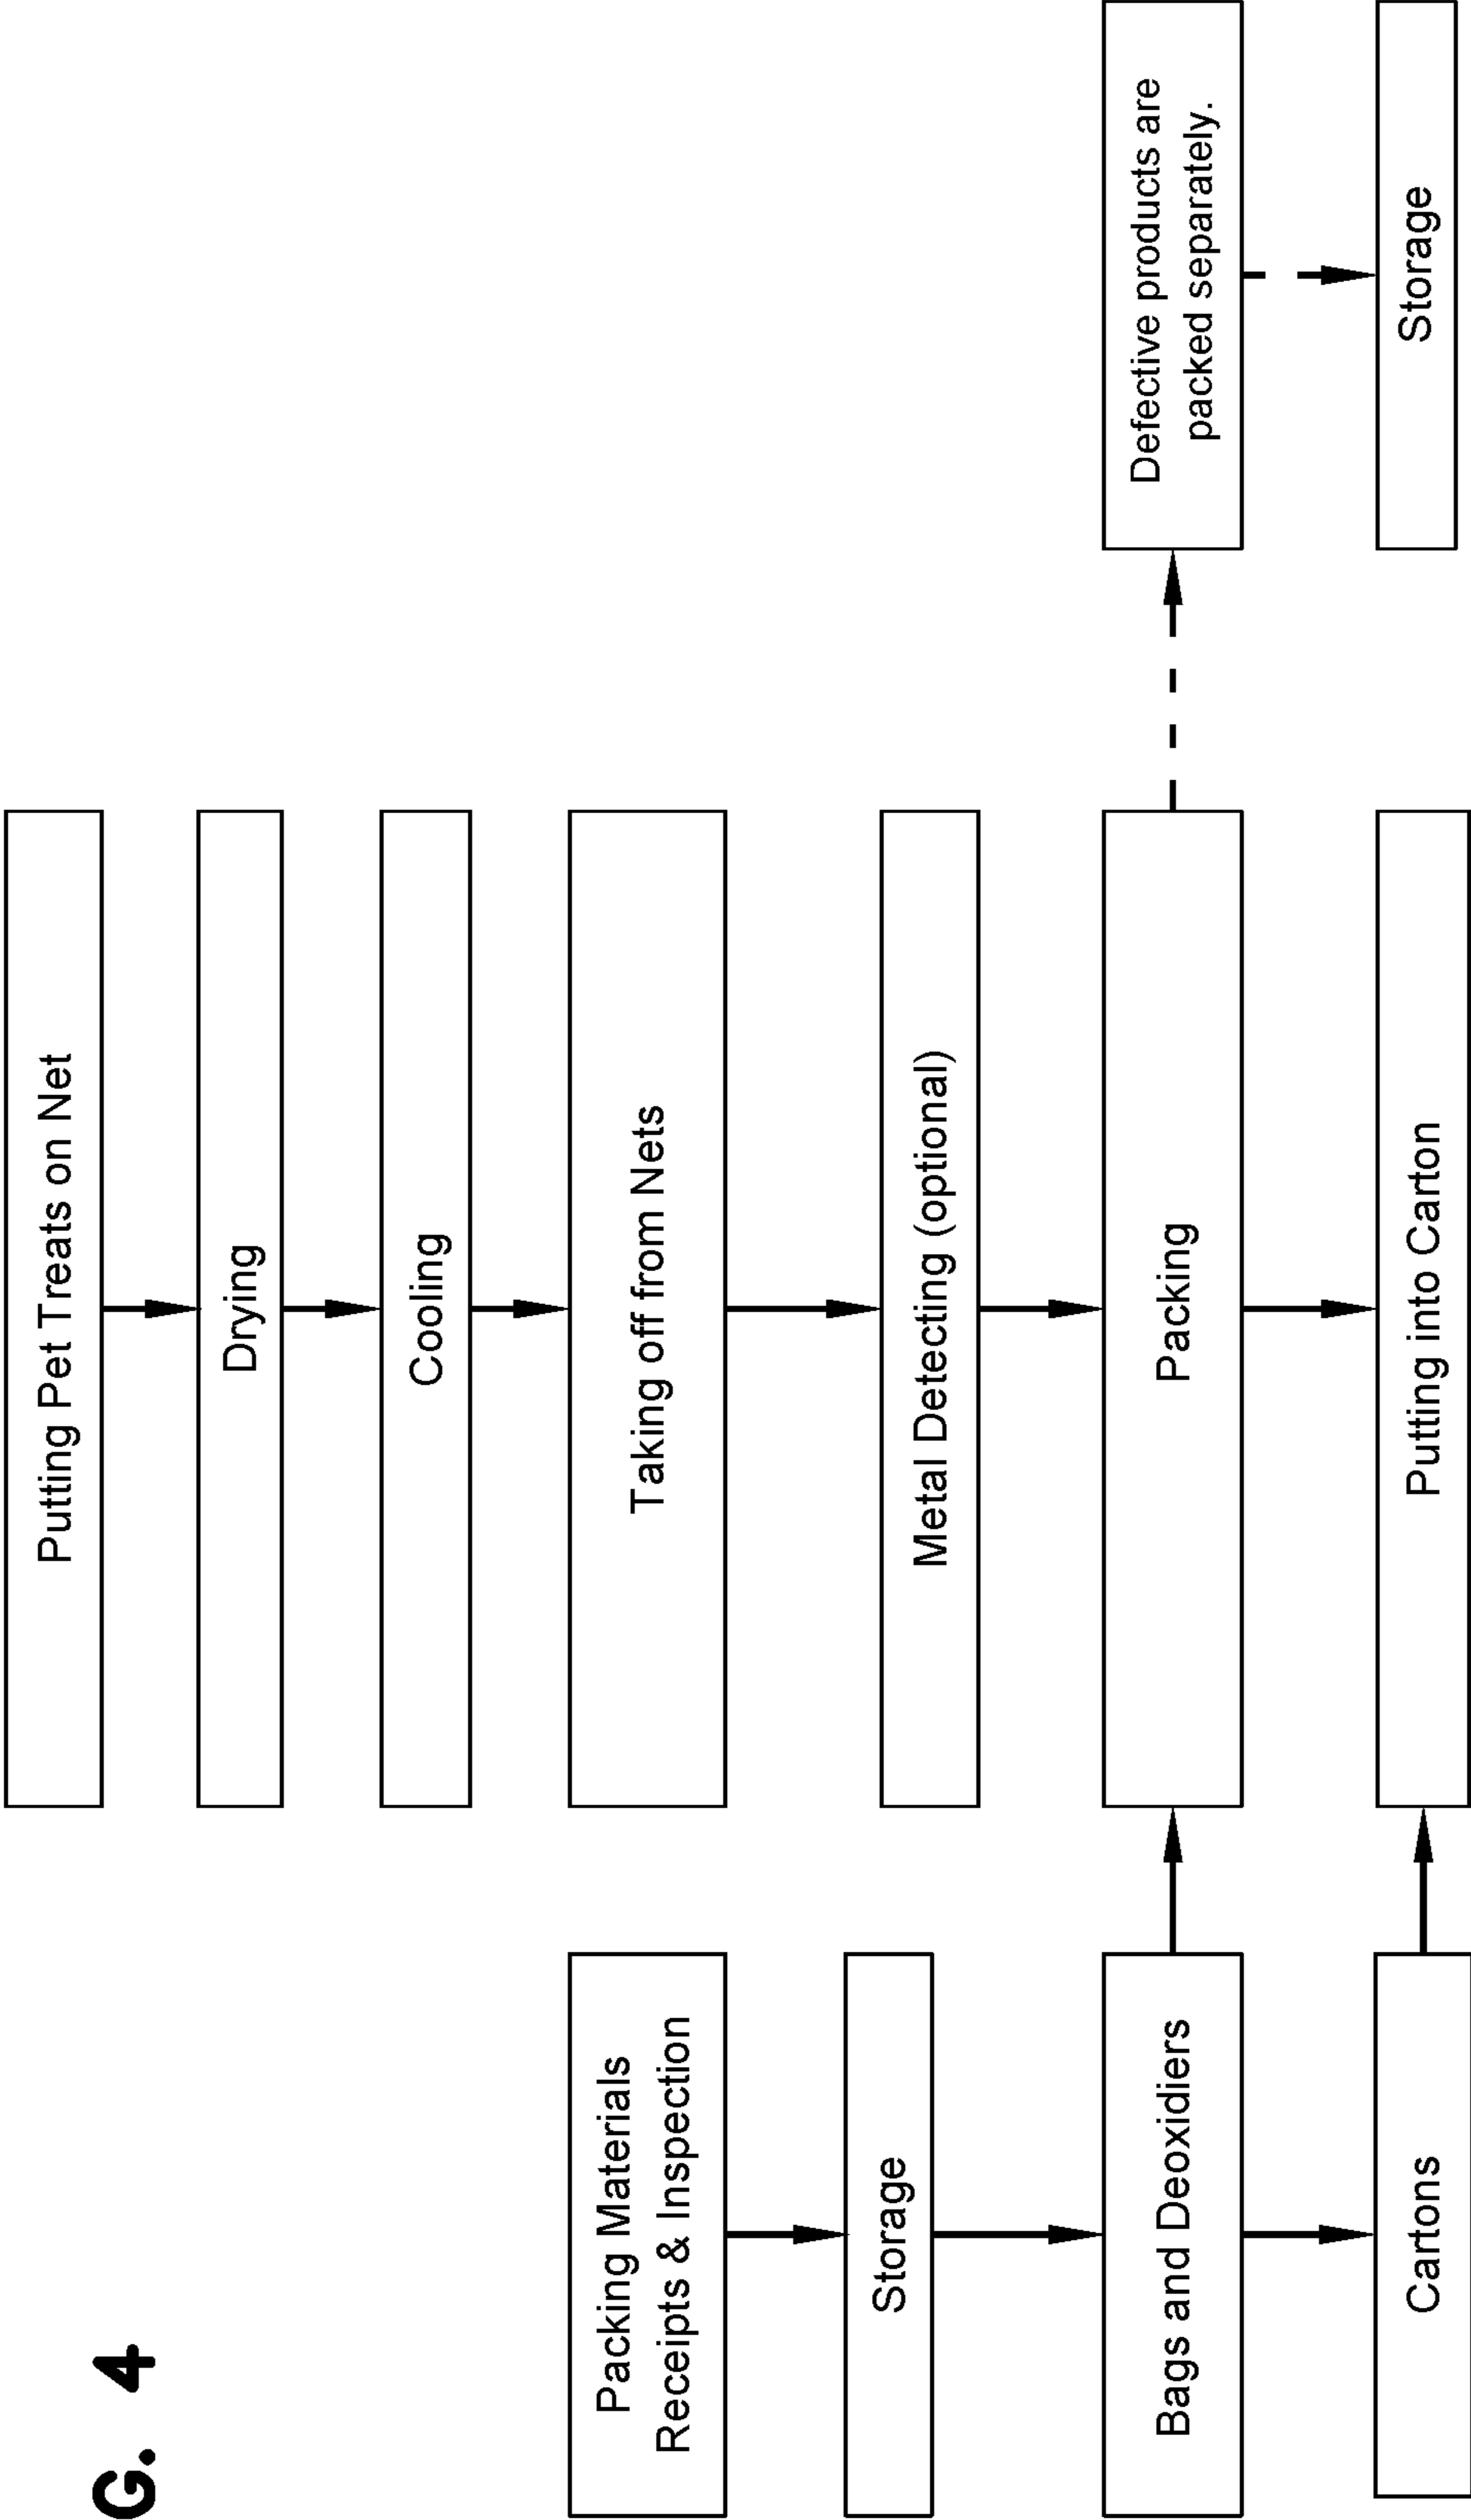 G. 4
Putting Pet Treats on Net
Drying
Cooling
Packing Materials
Receipts & Inspection
Taking off from Nets
Storage
Metal Detecting (optional)
Bags and Deoxidiers
Packing
Defective products are
packed separately.
Cartons
Putting into Carton
Storage